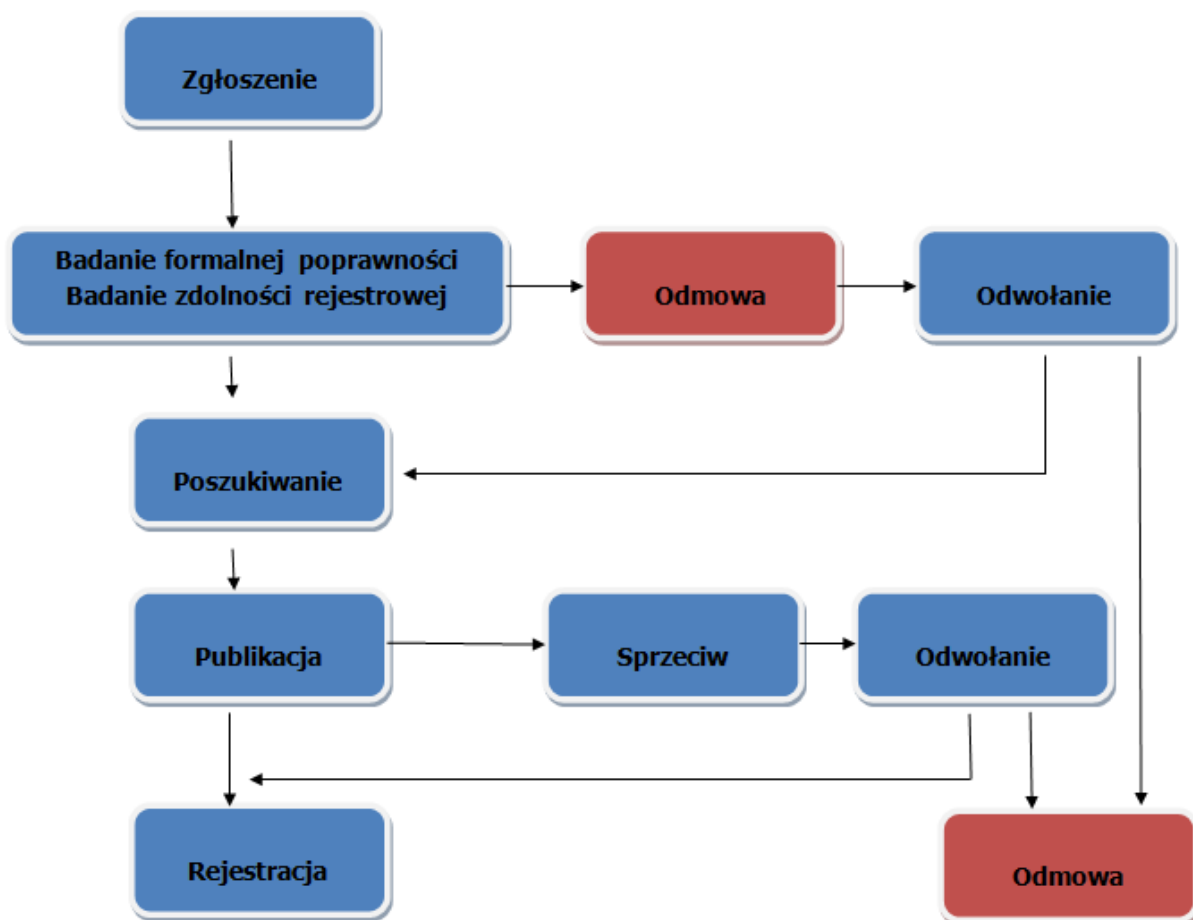 Zgłoszenie
Badanie formalnej poprawności
Badanie zdolności rejestrowej
Odmowa
Odwołanie
Poszukiwanie
Publikacja
Sprzeciw
Odwołanie
Rejestracja
Odmowa